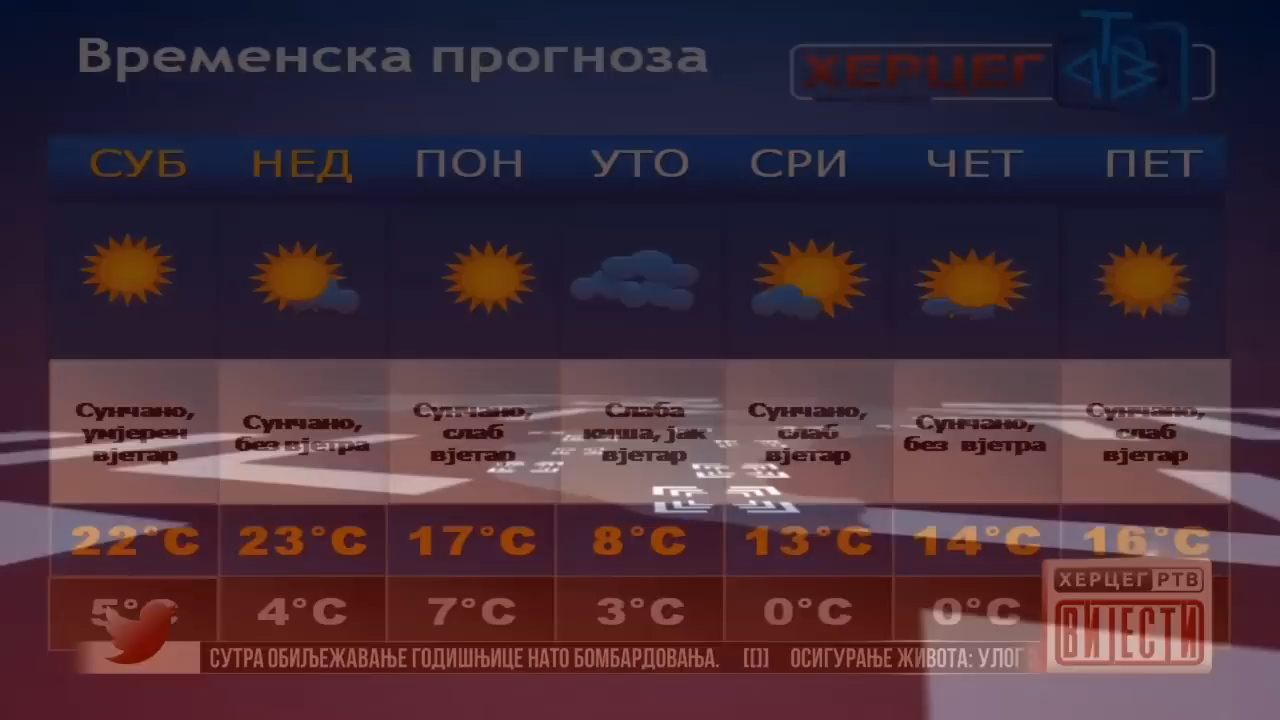 Временска прогноза
ХЕРЦЕГ
ТВ
СУБ НЕД ПОН УТО СРИ ЧЕТ ПЕТ
Сунчано,
умјерен
вјетар
Сунчано,
без вјетра
Сунчано,
слаб
вјетар
Слаба
киша, јак
вјетар
Сунчано,
слаб
вјетар
Сунчано,
без вјетра
Сунчано,
слаб
вјетар
22°C 23°C 17°C 8°C 13°C 14°C 16°C
5°C 4°C 7°C 3°C 0°C 0°C
ХЕРЦЕГ РТВ
ВИЈЕСТИ
СУТРА ОБИЉЕЖАВАЊЕ ГОДИШЊИЦЕ НАТО БОМБАРДОВАЊА. ОСИГУРАЊЕ ЖИВОТА: УЛОГ